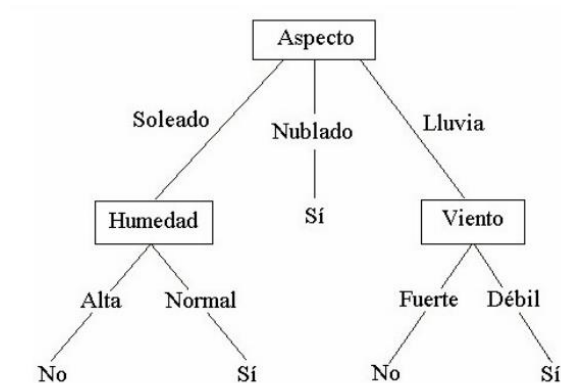 Aspecto
Soleado
Nublado
Lluvia
Humedad
Sí
Viento
Alta
Normal
Fuerte
Débil
No
Sí
No
Sí